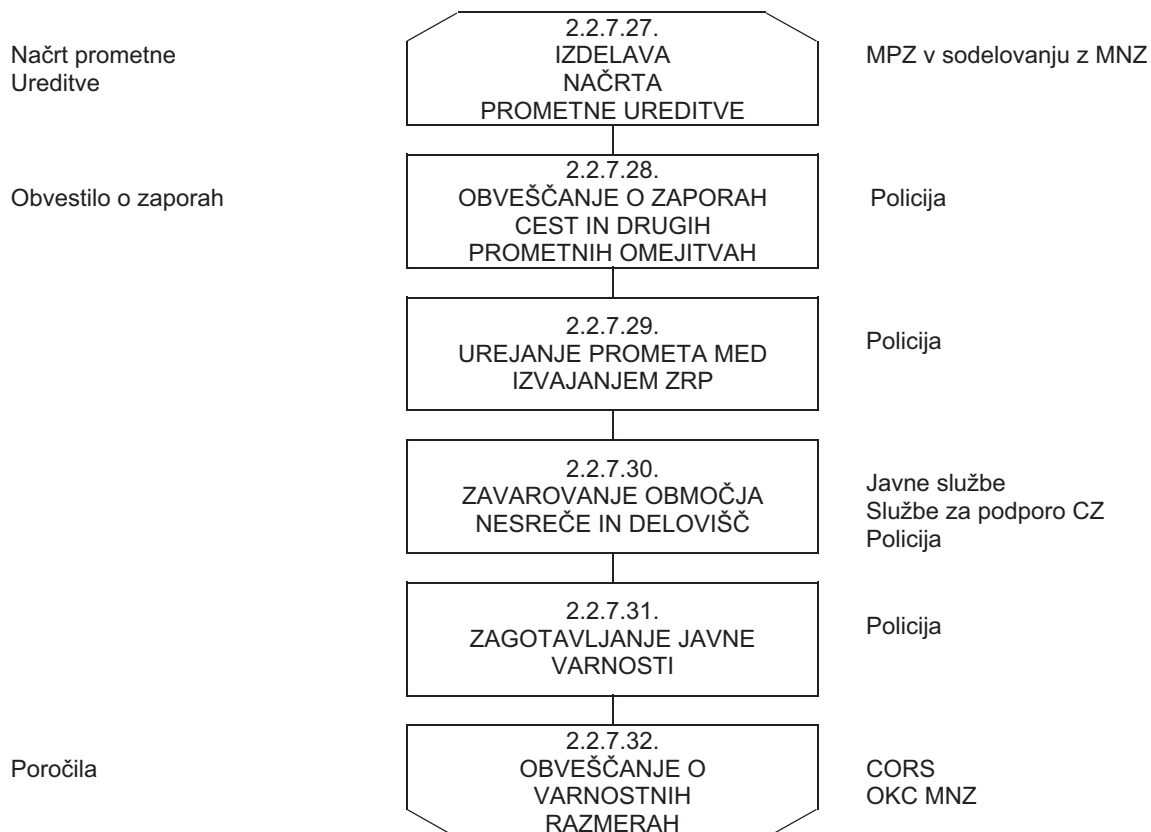 Načrt prometne
Ureditve
2.2.7.27.
IZDELAVA
NAČRTA
PROMETNE UREDITVE
MPZ v sodelovanju z MNZ
Obvestilo o zaporah
2.2.7.28.
OBVEŠČANJE O ZAPORAH
CEST IN DRUGIH
PROMETNIH OMEJITVAH
Policija
2.2.7.29.
UREJANJE PROMETA MED
IZVAJANJEM ZRP
Policija
2.2.7.30.
ZAVAROVANJE OBMOČJA
NESREČE IN DELOVIŠČ
Javne službe
Službe za podporo CZ
Policija
2.2.7.31.
ZAGOTAVLJANJE JAVNE
VARNOSTI
Policija
Poročila
2.2.7.32.
OBVEŠČANJE O
VARNOSTNIH
RAZMERAH
CORS
OKC MNZ